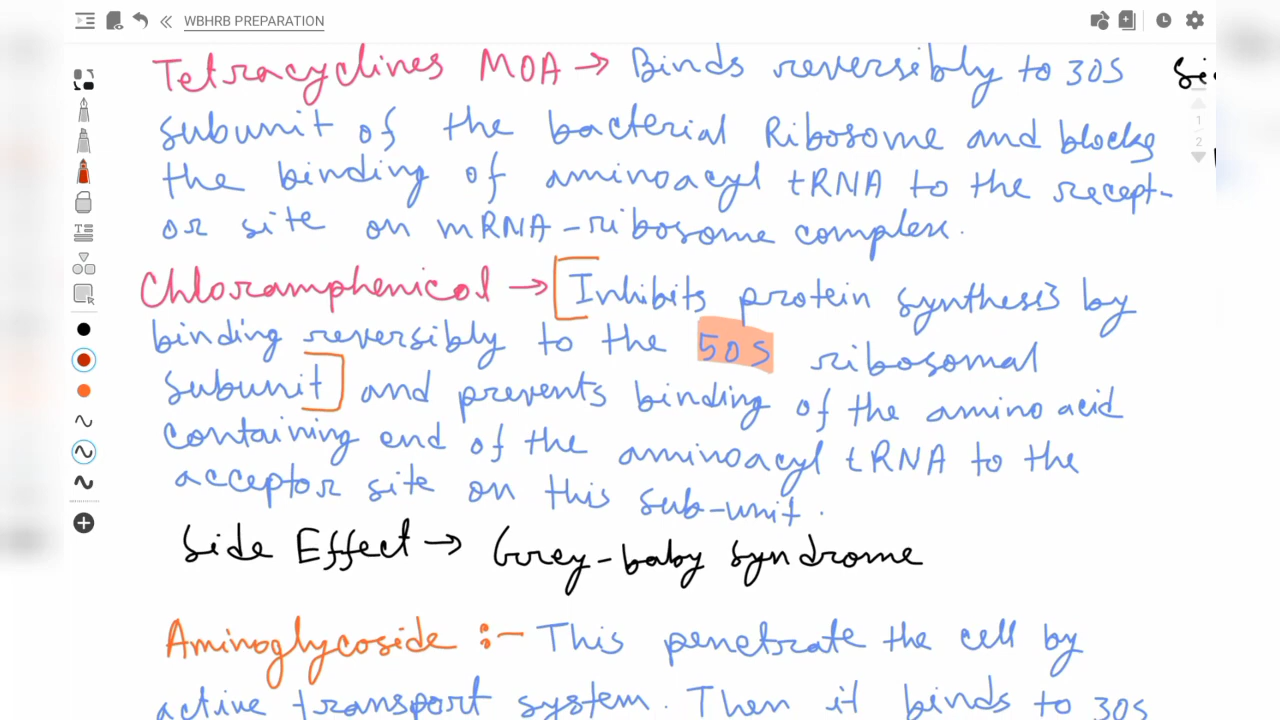 WBHRB PREPARATION
Tetracyclines MOA → Binds reversibly to 30S
subunit of the bacterial Ribosome and blocks
the binding of aminoacyl tRNA to the recept-
or site on mRNA-ribosome complex.
Chloramphenicol → [Inhibits protein synthesis by
binding reversibly to the 50S ribosomal
subunit] and prevents binding of the amino acid
containing end of the aminoacyl tRNA to the
acceptor site on this sub-unit.
Side Effect → Grey-baby syndrome
Aminoglycoside :- This penetrate the cell by
active transport system. Then it binds to 30S
1
2